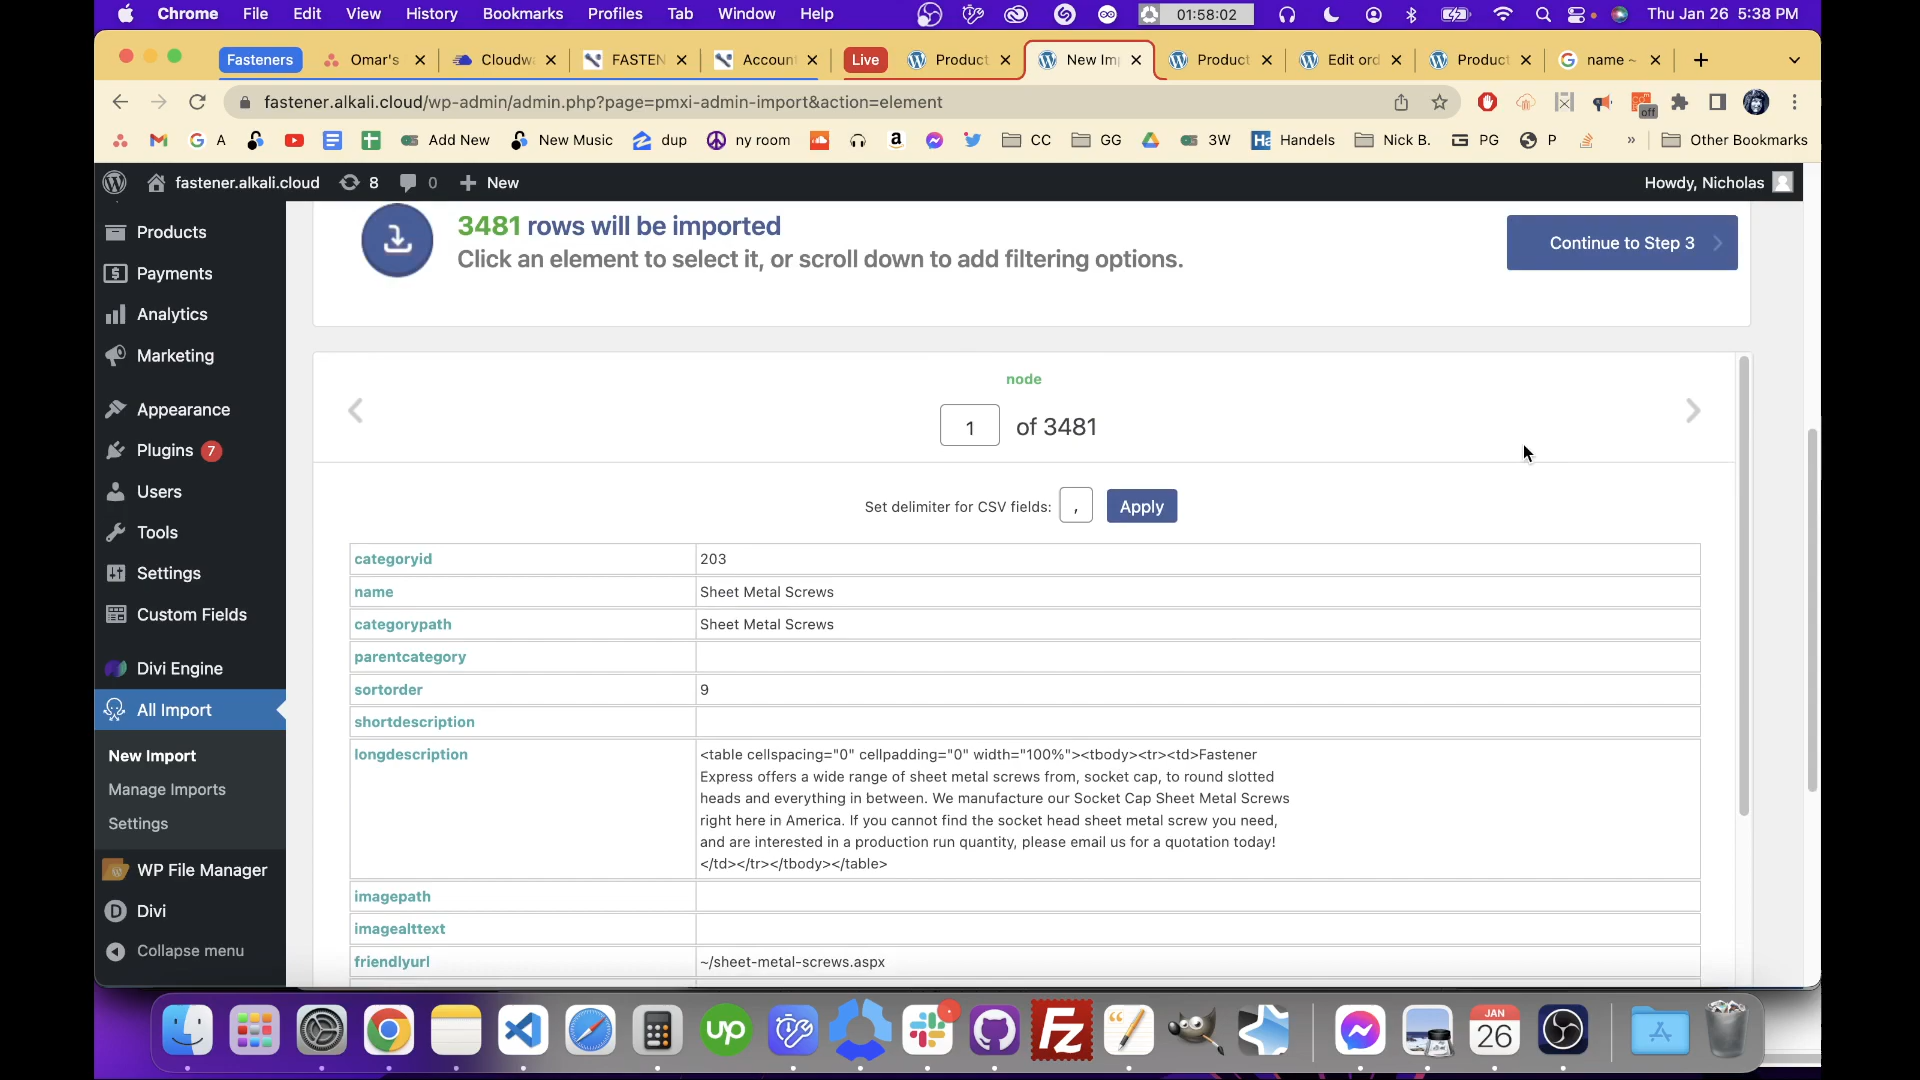 Chrome File Edit View History Bookmarks Profiles Tab Window Help 01:58:02 Thu Jan 26 5:38 PM
Fasteners Omar's Cloudwa FASTEN Account Live Product New Im Product Edit ord Product name ~
fastener.alkali.cloud/wp-admin/admin.php?page=pmxi-admin-import&action=element
off
A Add New New Music dup ny room CC GG 3W Handels Nick B. PG P » Other Bookmarks
fastener.alkali.cloud 8 0 New Howdy, Nicholas
Products
Payments
Analytics
Marketing
Appearance
Plugins 7
Users
Tools
Settings
Custom Fields
Divi Engine
All Import
New Import
Manage Imports
Settings
WP File Manager
Divi
Collapse menu
3481 rows will be imported
Click an element to select it, or scroll down to add filtering options.
Continue to Step 3
node
1 of 3481
Set delimiter for CSV fields: , Apply
categoryid 203
name Sheet Metal Screws
categorypath Sheet Metal Screws
parentcategory
sortorder 9
shortdescription
longdescription <table cellspacing="0" cellpadding="0" width="100%"><tbody><tr><td>Fastener
Express offers a wide range of sheet metal screws from, socket cap, to round slotted
heads and everything in between. We manufacture our Socket Cap Sheet Metal Screws
right here in America. If you cannot find the socket head sheet metal screw you need,
and are interested in a production run quantity, please email us for a quotation today!
</td></tr></tbody></table>
imagepath
imagealttext
friendlyurl ~/sheet-metal-screws.aspx
up Fz JAN
26